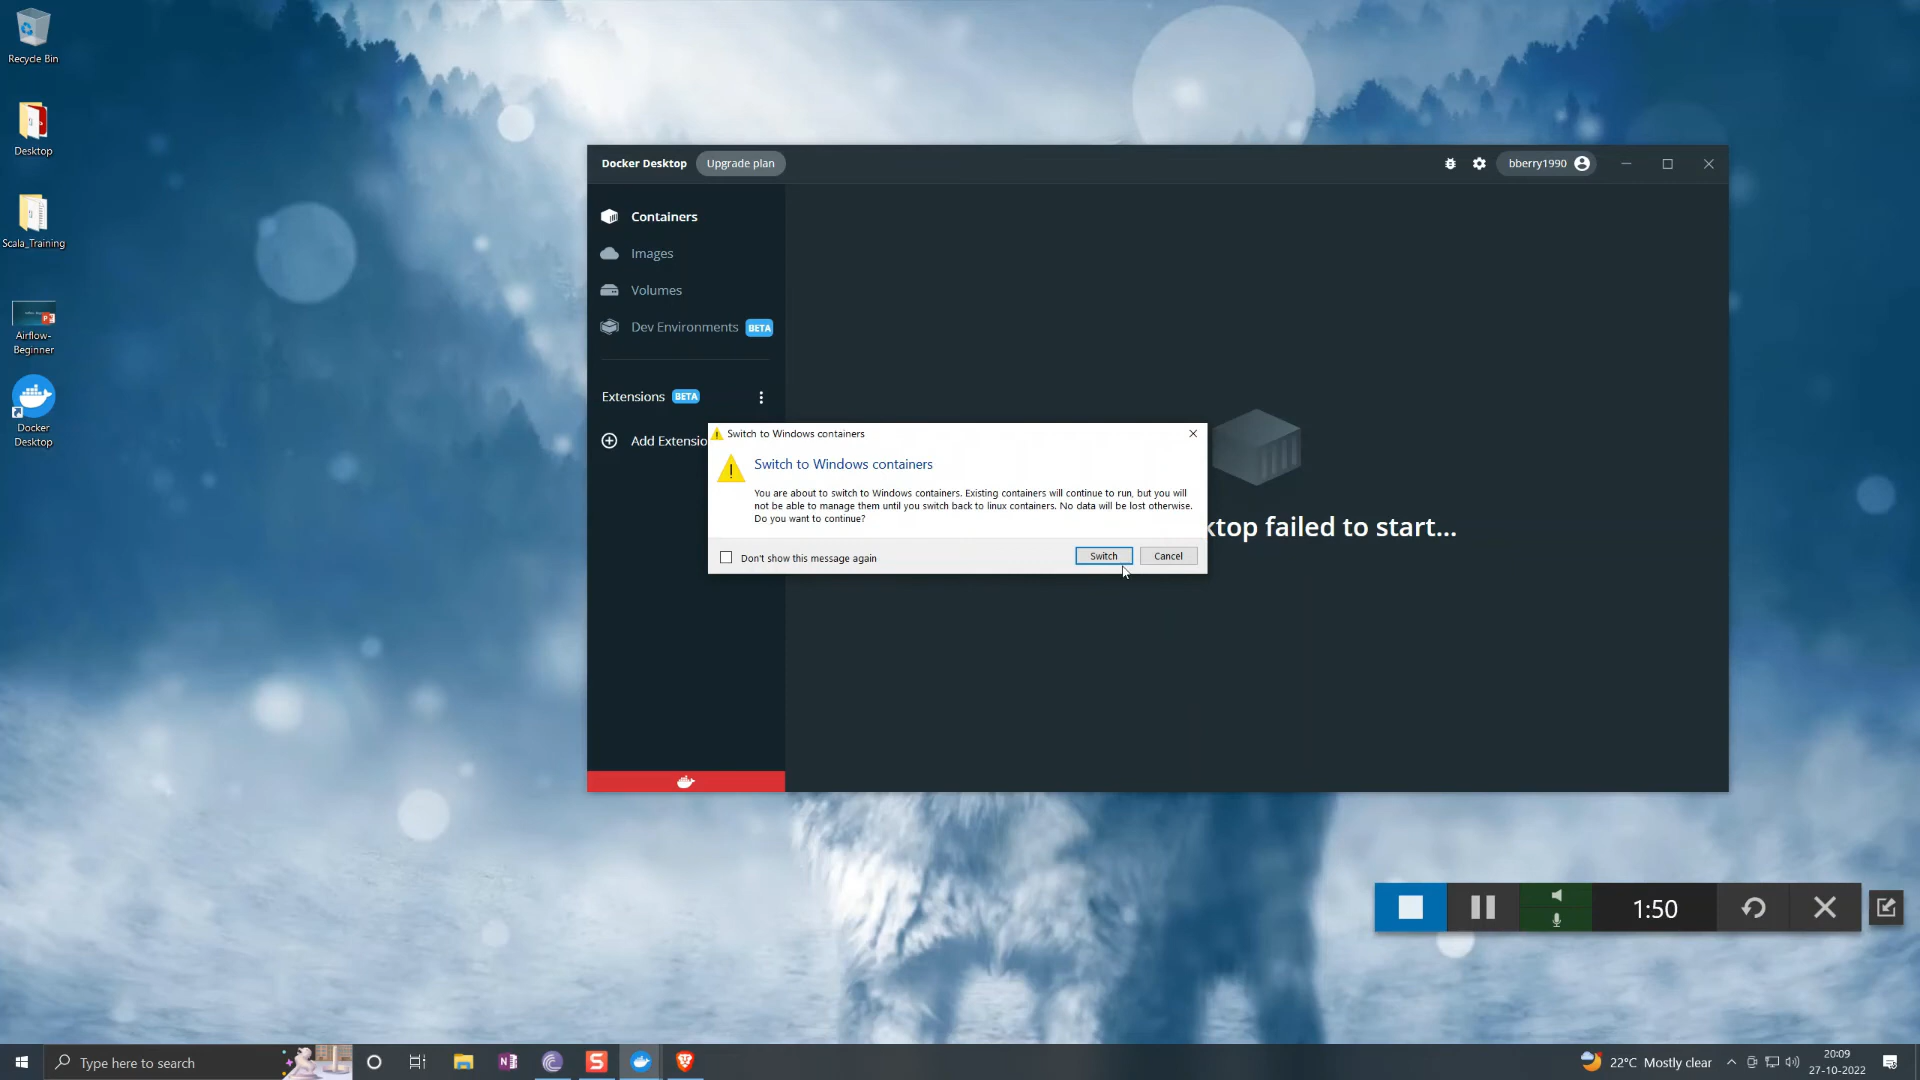 Recycle Bin
Desktop
Scala_Training
Airflow-
Beginner
Docker
Desktop
Docker Desktop
Upgrade plan
bberry1990
Containers
Images
Volumes
Dev Environments BETA
Extensions BETA
Add Extensio
ktop failed to start...
Switch to Windows containers
Switch to Windows containers
You are about to switch to Windows containers. Existing containers will continue to run, but you will
not be able to manage them until you switch back to linux containers. No data will be lost otherwise.
Do you want to continue?
Don't show this message again
Switch
Cancel
1:50
Type here to search
22°C Mostly clear
20:09
27-10-2022